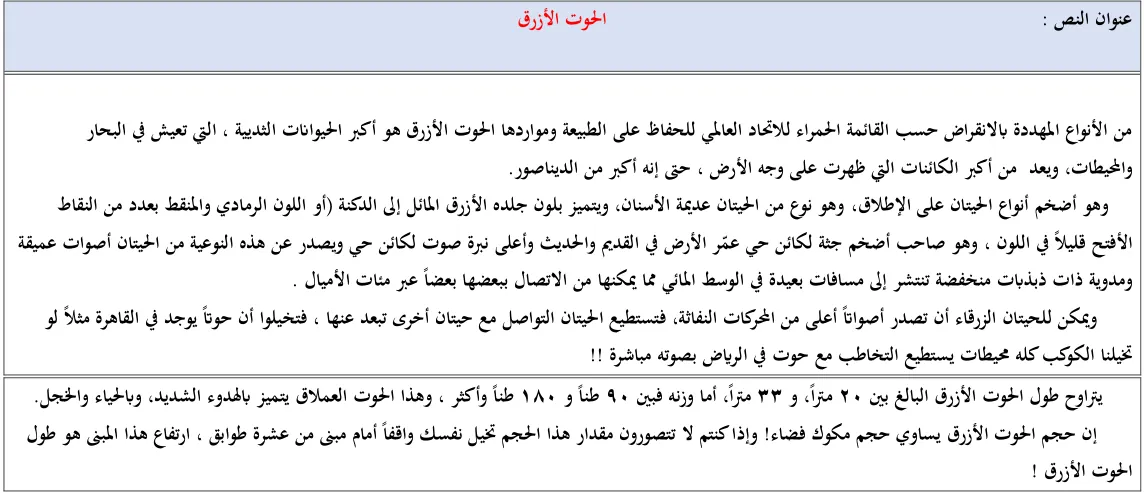 عنوان النص : الحوت الأزرق
من الأنواع المهددة بالانقراض حسب القائمة الحمراء للاتحاد العالمي للحفاظ على الطبيعة ومواردها الحوت الأزرق هو أكبر الحيوانات الثديية ، التي تعيش في البحار
والمحيطات، ويعد من أكبر الكائنات التي ظهرت على وجه الأرض ، حتى إنه أكبر من الديناصور.
وهو أضخم أنواع الحيتان على الإطلاق، وهو نوع من الحيتان عديمة الأسنان، ويتميز بلون جلده الأزرق المائل إلى الدكنة (أو اللون الرمادي والمنقط بعدد من النقاط
الأفتح قليلاً في اللون ، وهو صاحب أضخم جثة لكائن حي عمّر الأرض في القديم والحديث وأعلى نبرة صوت لكائن حي ويصدر عن هذه النوعية من الحيتان أصوات عميقة
ومدوية ذات ذبذبات منخفضة تنتشر إلى مسافات بعيدة في الوسط المائي مما يمكنها من الاتصال ببعضها بعضاً عبر مئات الأميال .
ويمكن للحيتان الزرقاء أن تصدر أصواتاً أعلى من المحركات النفاثة، فتستطيع الحيتان التواصل مع حيتان أخرى تبعد عنها ، فتخيلوا أن حوتاً يوجد في القاهرة مثلاً لو
تخيلنا الكوكب كله محيطات يستطيع التخاطب مع حوت في الرياض بصوته مباشرة !!
يتراوح طول الحوت الأزرق البالغ بين ٢٠ متراً، و ٣٣ متراً، أما وزنه فبين ٩٠ طناً و ١٨٠ طناً وأكثر ، وهذا الحوت العملاق يتميز بالهدوء الشديد، وبالحياء والخجل.
إن حجم الحوت الأزرق يساوي حجم مكوك فضاء! وإذا كنتم لا تتصورون مقدار هذا الحجم تخيل نفسك واقفاً أمام مبنى من عشرة طوابق ، ارتفاع هذا المبنى هو طول
الحوت الأزرق !